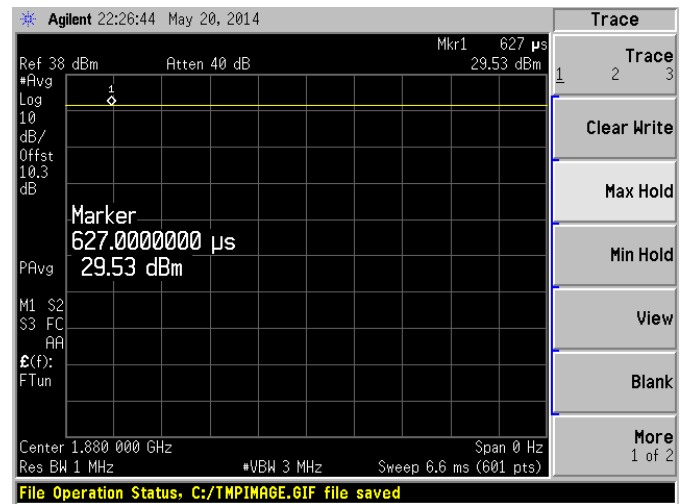 Agilent 22:26:44 May 20, 2014
Trace
Mkr1 627 µs
Ref 38 dBm Atten 40 dB 29.53 dBm
#Avg
Log
10
dB/
Offst
10.3
dB
1
Marker
627.0000000 µs
29.53 dBm
PAvg
M1 S2
S3 FC
AA
£(f):
FTun
Center 1.880 000 GHz Span 0 Hz
Res BW 1 MHz #VBW 3 MHz Sweep 6.6 ms (601 pts)
File Operation Status, C:/TMPIMAGE.GIF file saved
Trace
1 2 3
Clear Write
Max Hold
Min Hold
View
Blank
More
1 of 2